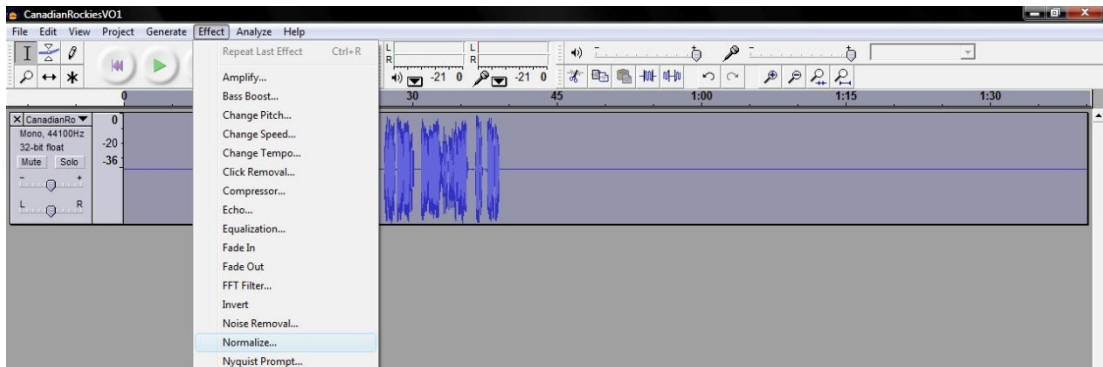 CanadianRockiesVO1
File Edit View Project Generate Effect Analyze Help
Repeat Last Effect Ctrl+R
L
R
L
R
-21 0
-21 0
Amplify...
0 30 45 1:00 1:15 1:30
Bass Boost...
CanadianRo
Mono, 44100Hz
32-bit float
Mute Solo
- +
L R
0
-20
-36
Change Pitch...
Change Speed...
Change Tempo...
Click Removal...
Compressor...
Echo...
Equalization...
Fade In
Fade Out
FFT Filter...
Invert
Noise Removal...
Normalize...
Nyquist Prompt...